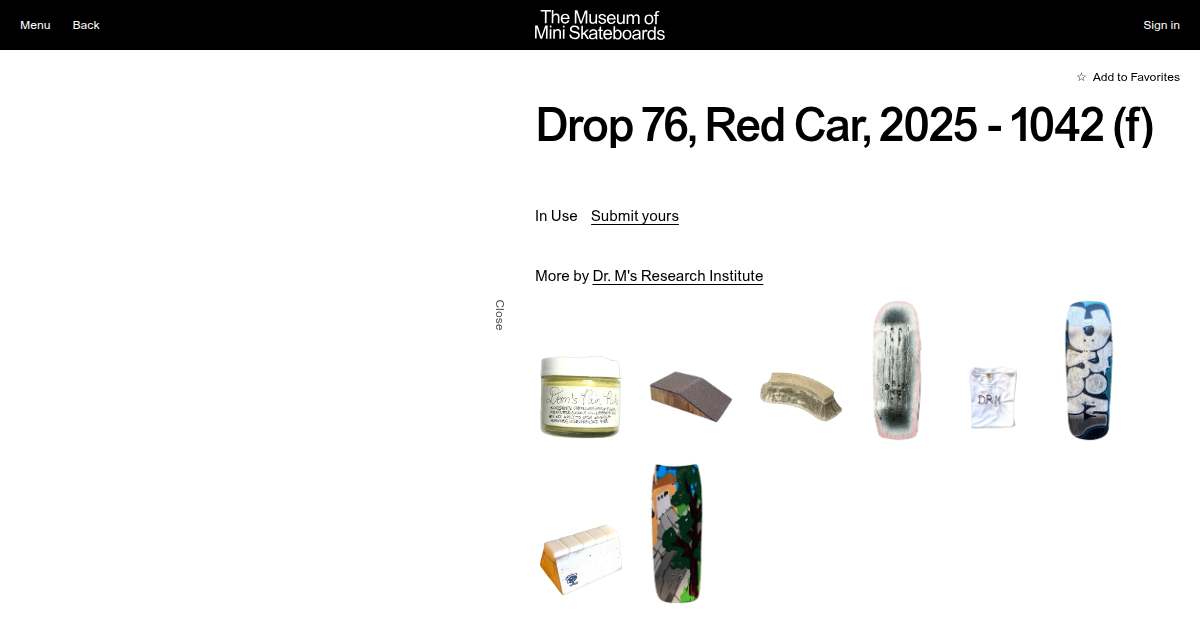 Menu Back
The Museum of
Mini Skateboards
Sign in
☆ Add to Favorites
Drop 76, Red Car, 2025 - 1042 (f)
In Use Submit yours
More by Dr. M's Research Institute
Close
DRM